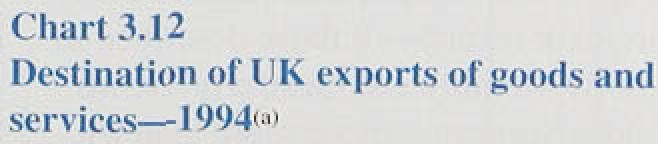 Chart 3.12
Destination of UK exports of goods and
services—1994(a)